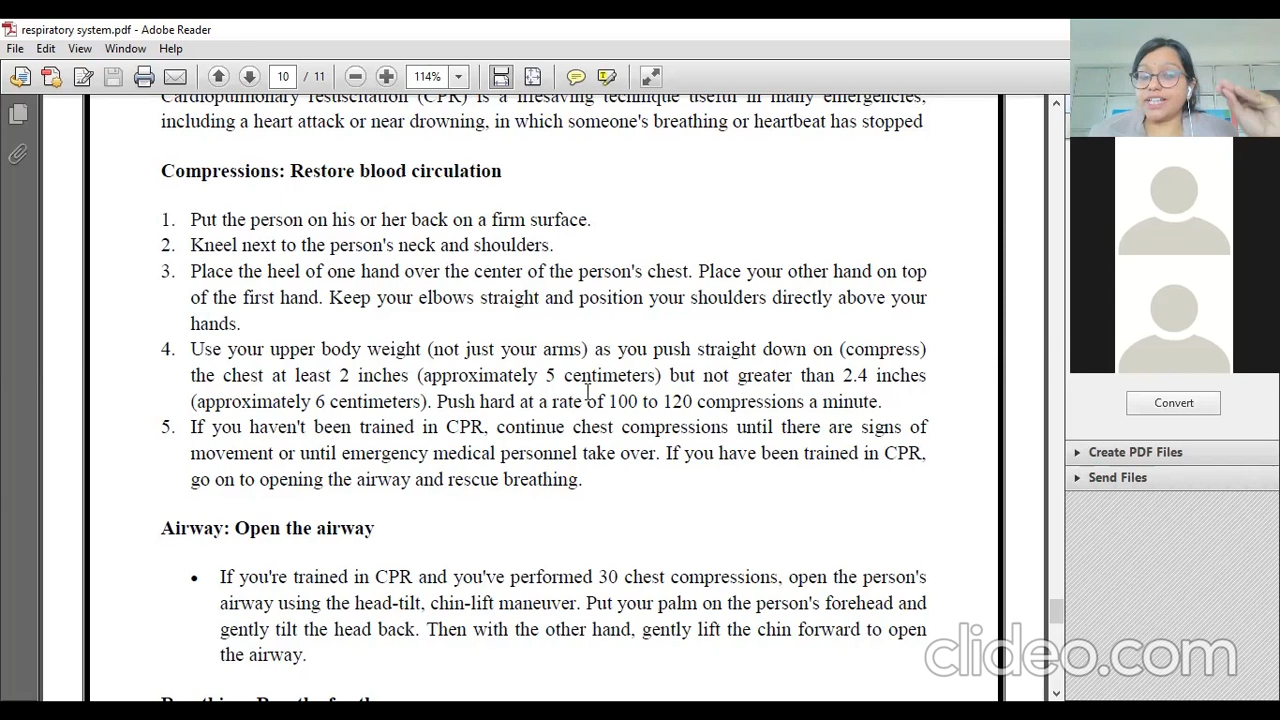 respiratory system.pdf - Adobe Reader
File Edit View Window Help
10 / 11 114%
Cardiopulmonary resuscitation (CPR) is a lifesaving technique useful in many emergencies,
including a heart attack or near drowning, in which someone's breathing or heartbeat has stopped
Compressions: Restore blood circulation
1. Put the person on his or her back on a firm surface.
2. Kneel next to the person's neck and shoulders.
3. Place the heel of one hand over the center of the person's chest. Place your other hand on top
of the first hand. Keep your elbows straight and position your shoulders directly above your
hands.
4. Use your upper body weight (not just your arms) as you push straight down on (compress)
the chest at least 2 inches (approximately 5 centimeters) but not greater than 2.4 inches
(approximately 6 centimeters). Push hard at a rate of 100 to 120 compressions a minute.
5. If you haven't been trained in CPR, continue chest compressions until there are signs of
movement or until emergency medical personnel take over. If you have been trained in CPR,
go on to opening the airway and rescue breathing.
Airway: Open the airway
• If you're trained in CPR and you've performed 30 chest compressions, open the person's
airway using the head-tilt, chin-lift maneuver. Put your palm on the person's forehead and
gently tilt the head back. Then with the other hand, gently lift the chin forward to open
the airway.
Convert
Create PDF Files
Send Files
clideo.com